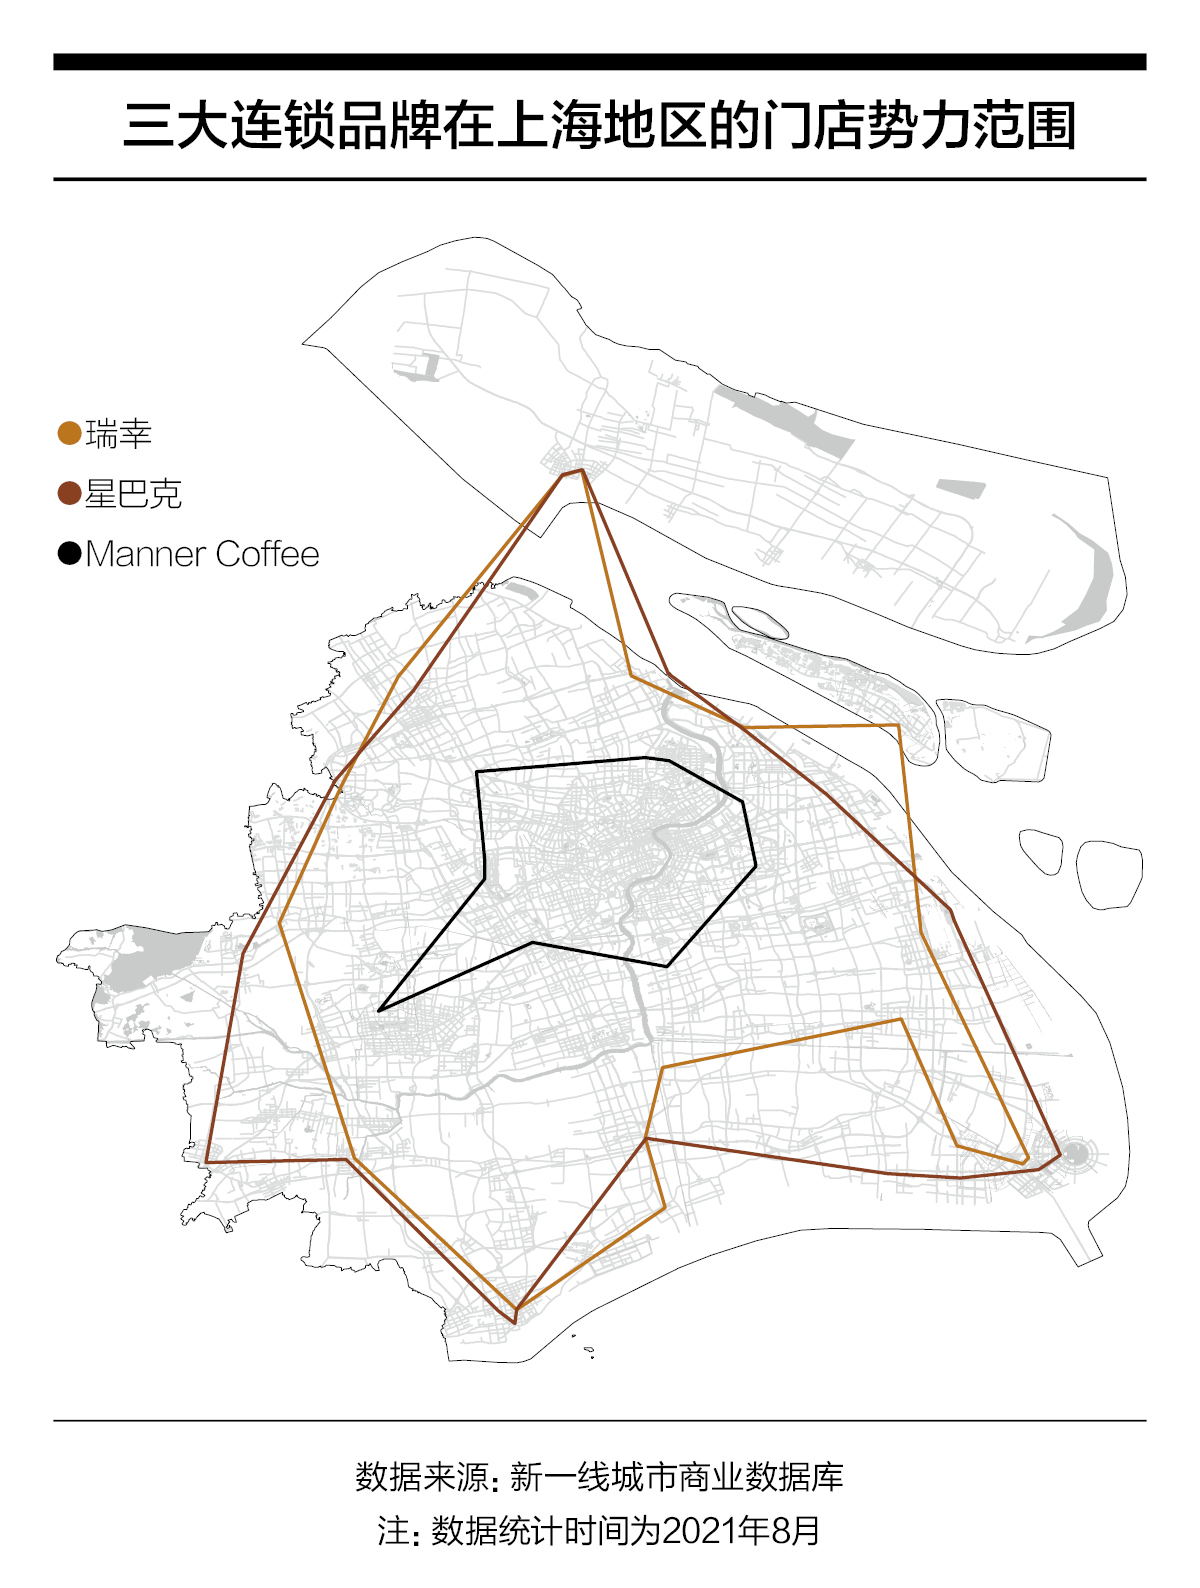 三大连锁品牌在上海地区的门店势力范围
瑞幸
星巴克
Manner Coffee
数据来源：新一线城市商业数据库
注：数据统计时间为2021年8月